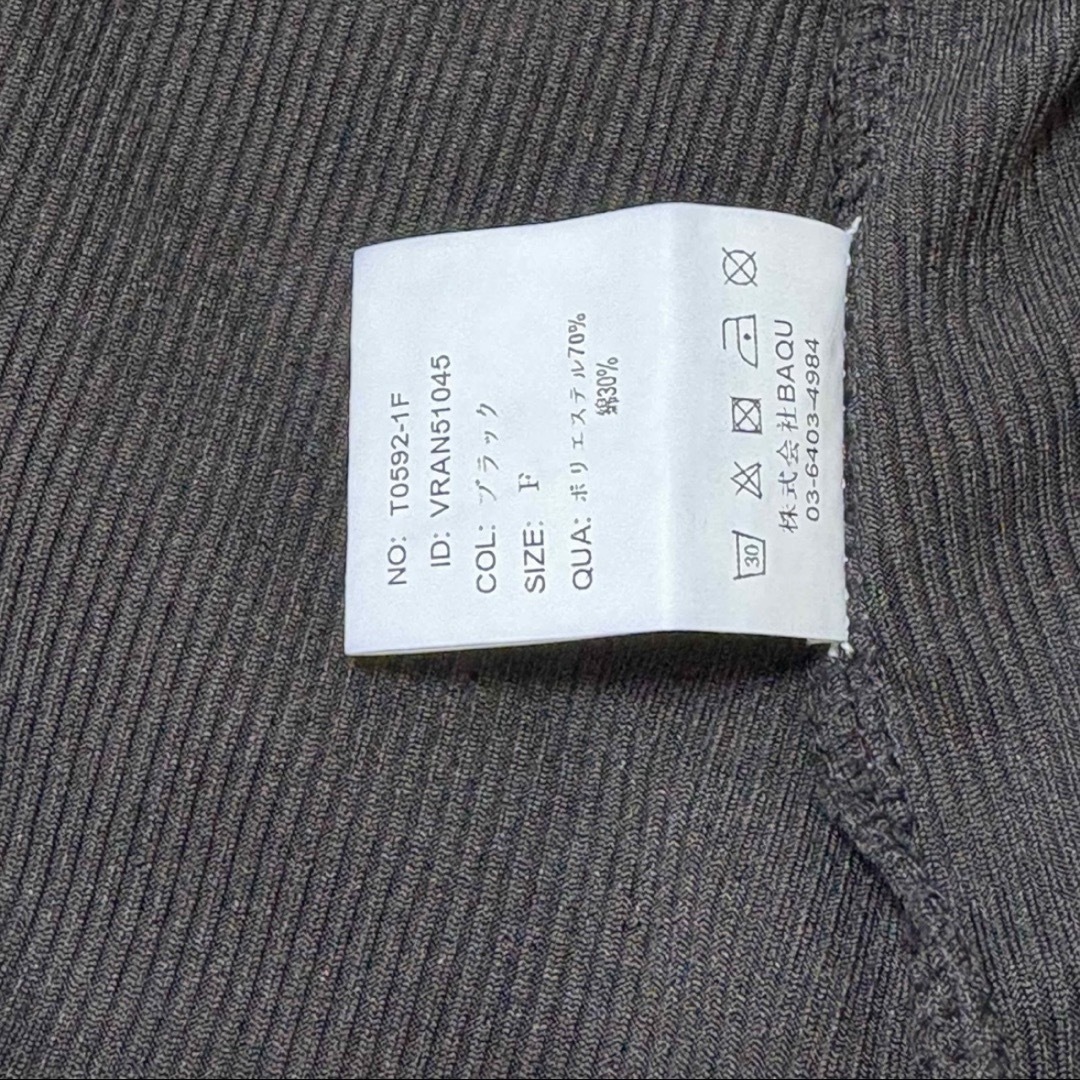 NO: T0592-1F
ID: VRAN51045
COL: ブラック
SIZE: F
QUA: ポリエステル70%
綿30%
30
株式会社BAQU
03-6403-4984